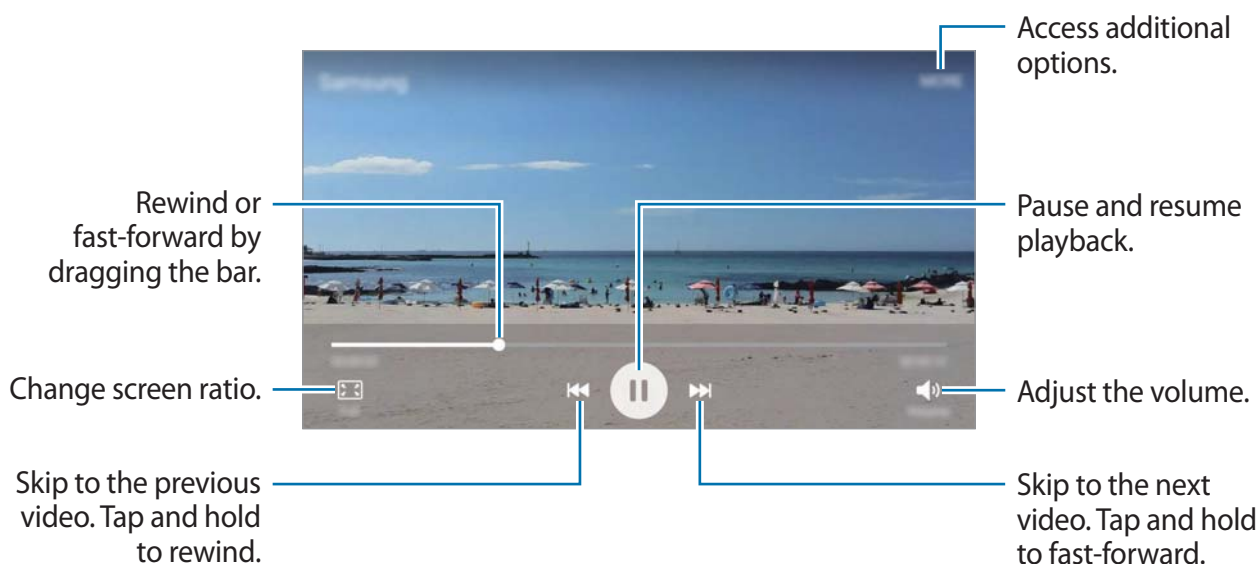 Access additional
options.
Rewind or
fast-forward by
dragging the bar.
Pause and resume
playback.
Change screen ratio.
Adjust the volume.
Skip to the previous
video. Tap and hold
to rewind.
Skip to the next
video. Tap and hold
to fast-forward.